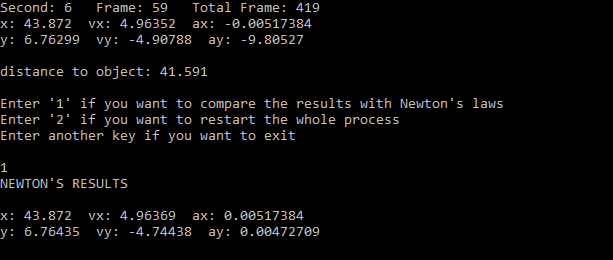 Second: 6   Frame: 59   Total Frame: 419
x: 43.872  vx: 4.96352  ax: -0.00517384
y: 6.76299  vy: -4.90788  ay: -9.80527
distance to object: 41.591
Enter '1' if you want to compare the results with Newton's laws
Enter '2' if you want to restart the whole process
Enter another key if you want to exit
1
NEWTON'S RESULTS
x: 43.872  vx: 4.96369  ax: 0.00517384
y: 6.76435  vy: -4.74438  ay: 0.00472709